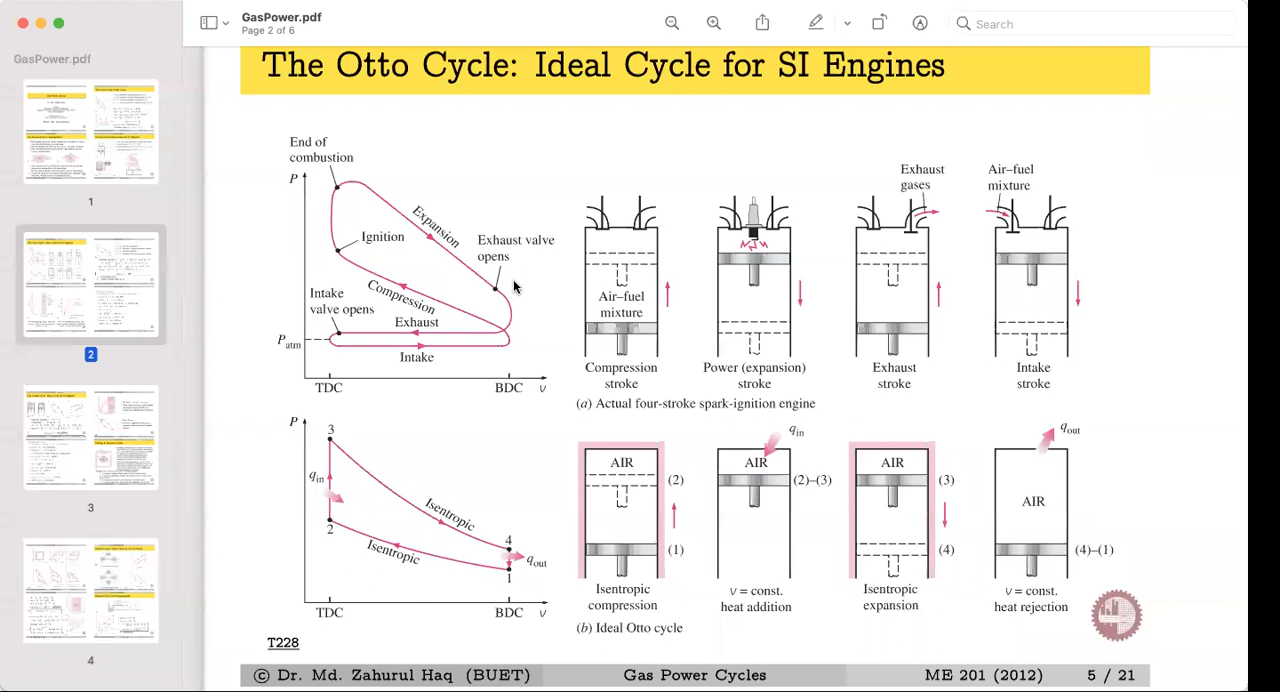 GasPower.pdf
Page 2 of 6
Search
GasPower.pdf
1
2
3
4
The Otto Cycle: Ideal Cycle for SI Engines
End of
combustion
P
Ignition
Expansion
Exhaust valve
opens
Intake
valve opens
Compression
Exhaust
Patm
Intake
TDC
BDC
v
Exhaust
gases
Air–fuel
mixture
Air–fuel
mixture
Compression
stroke
Power (expansion)
stroke
Exhaust
stroke
Intake
stroke
(a) Actual four-stroke spark-ignition engine
P
3
qin
2
Isentropic
Isentropic
4
qout
1
TDC
BDC
v
AIR
(2)
(1)
Isentropic
compression
qin
AIR
(2)–(3)
v = const.
heat addition
AIR
(3)
(4)
Isentropic
expansion
qout
AIR
(4)–(1)
v = const.
heat rejection
(b) Ideal Otto cycle
T228
© Dr. Md. Zahurul Haq (BUET) Gas Power Cycles ME 201 (2012) 5 / 21